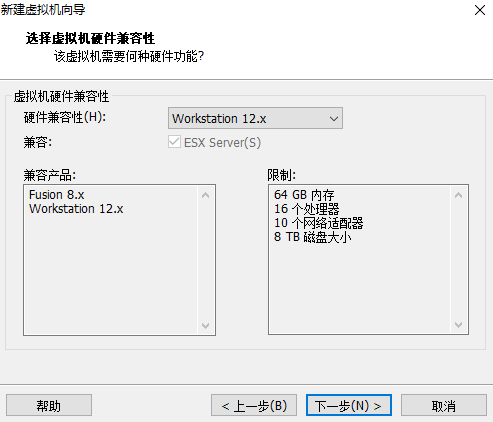 新建虚拟机向导
选择虚拟机硬件兼容性
该虚拟机需要何种硬件功能?
虚拟机硬件兼容性
硬件兼容性(H): Workstation 12.x
兼容: ESX Server(S)
兼容产品:
Fusion 8.x
Workstation 12.x
限制:
64 GB 内存
16 个处理器
10 个网络适配器
8 TB 磁盘大小
帮助 < 上一步(B) 下一步(N) > 取消